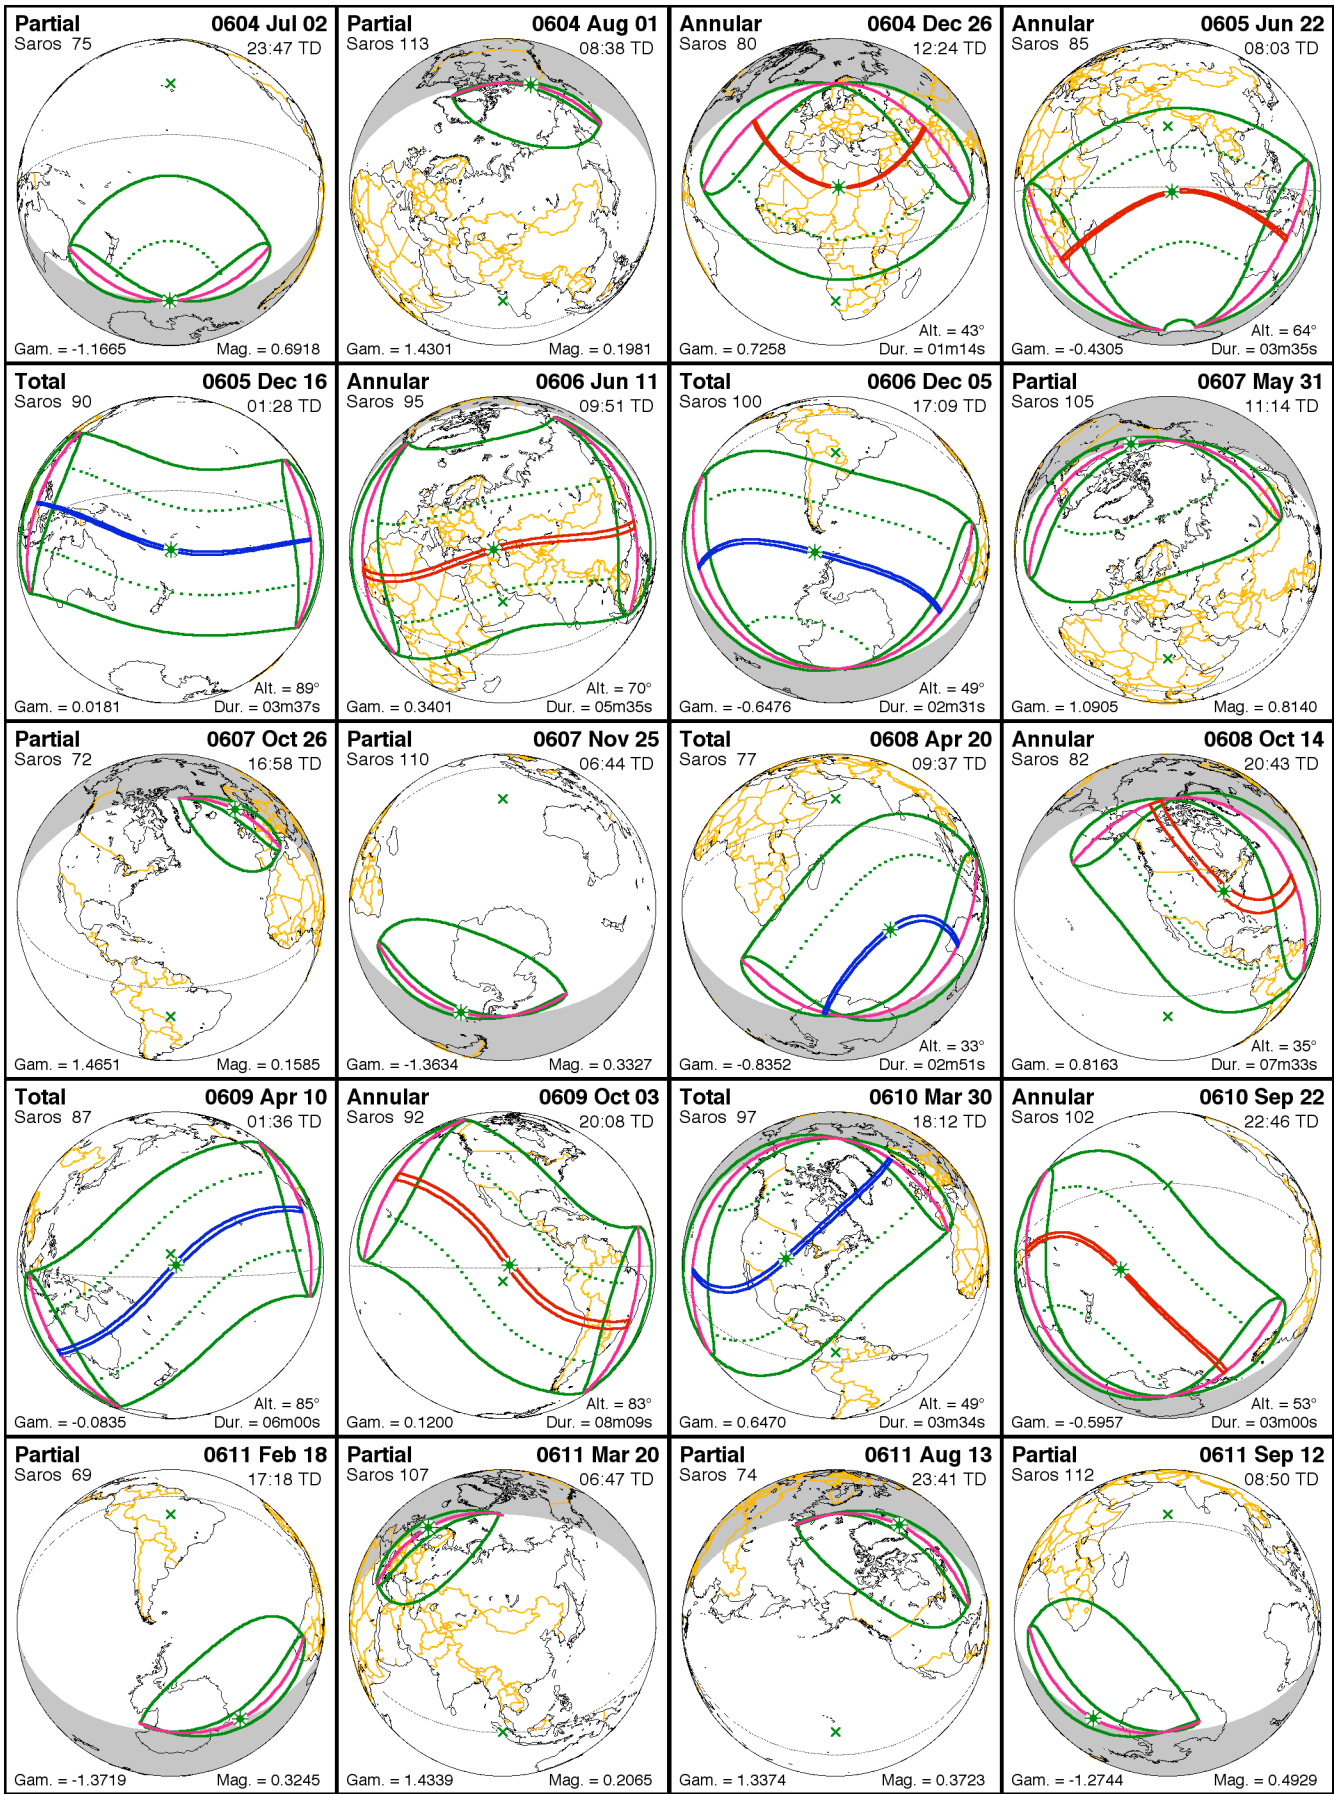 Partial 0604 Jul 02
Saros 75 23:47 TD
Gam. = -1.1665 Mag. = 0.6918
Partial 0604 Aug 01
Saros 113 08:38 TD
Gam. = 1.4301 Mag. = 0.1981
Annular 0604 Dec 26
Saros 80 12:24 TD
Alt. = 43°
Gam. = 0.7258 Dur. = 01m14s
Annular 0605 Jun 22
Saros 85 08:03 TD
Alt. = 64°
Gam. = -0.4305 Dur. = 03m35s
Total 0605 Dec 16
Saros 90 01:28 TD
Alt. = 89°
Gam. = 0.0181 Dur. = 03m37s
Annular 0606 Jun 11
Saros 95 09:51 TD
Alt. = 70°
Gam. = 0.3401 Dur. = 05m35s
Total 0606 Dec 05
Saros 100 17:09 TD
Alt. = 49°
Gam. = -0.6476 Dur. = 02m31s
Partial 0607 May 31
Saros 105 11:14 TD
Gam. = 1.0905 Mag. = 0.8140
Partial 0607 Oct 26
Saros 72 16:58 TD
Gam. = 1.4651 Mag. = 0.1585
Partial 0607 Nov 25
Saros 110 06:44 TD
Gam. = -1.3634 Mag. = 0.3327
Total 0608 Apr 20
Saros 77 09:37 TD
Alt. = 33°
Gam. = -0.8352 Dur. = 02m51s
Annular 0608 Oct 14
Saros 82 20:43 TD
Alt. = 35°
Gam. = 0.8163 Dur. = 07m33s
Total 0609 Apr 10
Saros 87 01:36 TD
Alt. = 85°
Gam. = -0.0835 Dur. = 06m00s
Annular 0609 Oct 03
Saros 92 20:08 TD
Alt. = 83°
Gam. = 0.1200 Dur. = 08m09s
Total 0610 Mar 30
Saros 97 18:12 TD
Alt. = 49°
Gam. = 0.6470 Dur. = 03m34s
Annular 0610 Sep 22
Saros 102 22:46 TD
Alt. = 53°
Gam. = -0.5957 Dur. = 03m00s
Partial 0611 Feb 18
Saros 69 17:18 TD
Gam. = -1.3719 Mag. = 0.3245
Partial 0611 Mar 20
Saros 107 06:47 TD
Gam. = 1.4339 Mag. = 0.2065
Partial 0611 Aug 13
Saros 74 23:41 TD
Gam. = 1.3374 Mag. = 0.3723
Partial 0611 Sep 12
Saros 112 08:50 TD
Gam. = -1.2744 Mag. = 0.4929